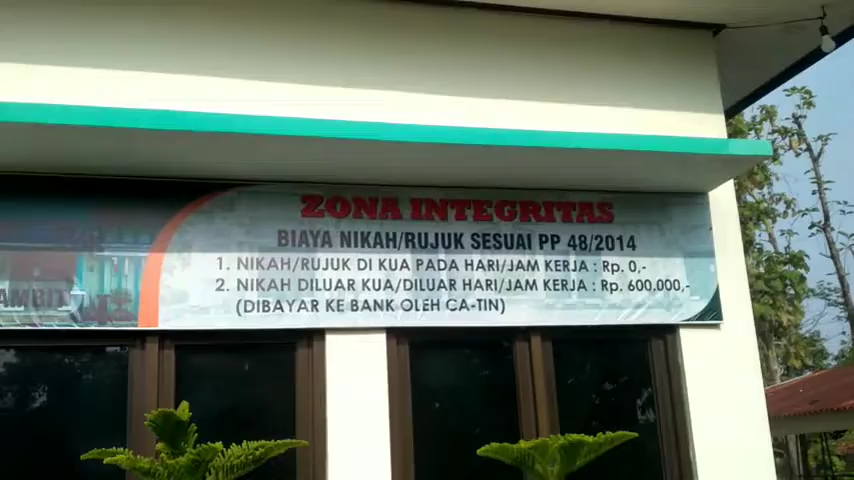 ZONA INTEGRITAS
BIAYA NIKAH/RUJUK SESUAI PP 48/2014
1. NIKAH/RUJUK DI KUA PADA HARI/JAM KERJA : Rp. 0,-
2. NIKAH DILUAR KUA/DILUAR HARI/JAM KERJA : Rp.600.000,-
(DIBAYAR KE BANK OLEH CA-TIN)